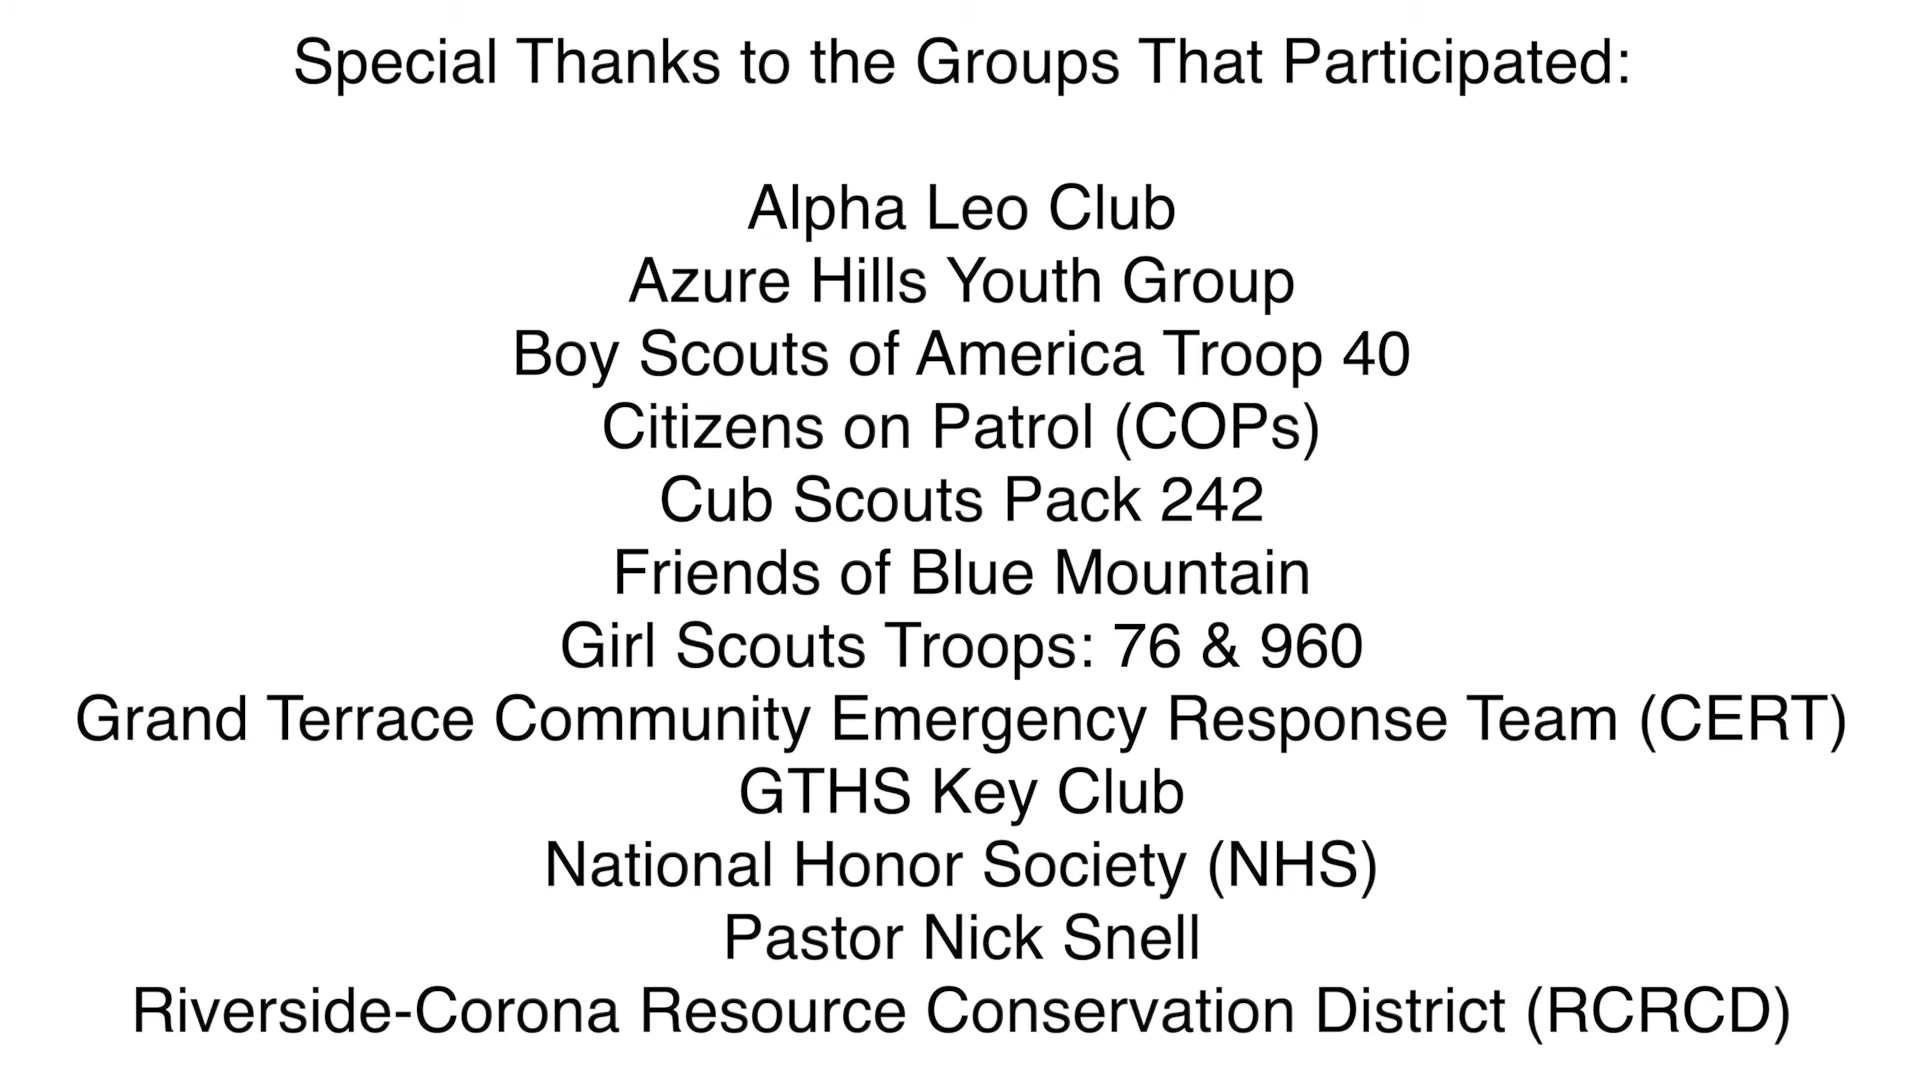 Special Thanks to the Groups That Participated:
Alpha Leo Club
Azure Hills Youth Group
Boy Scouts of America Troop 40
Citizens on Patrol (COPs)
Cub Scouts Pack 242
Friends of Blue Mountain
Girl Scouts Troops: 76 & 960
Grand Terrace Community Emergency Response Team (CERT)
GTHS Key Club
National Honor Society (NHS)
Pastor Nick Snell
Riverside-Corona Resource Conservation District (RCRCD)